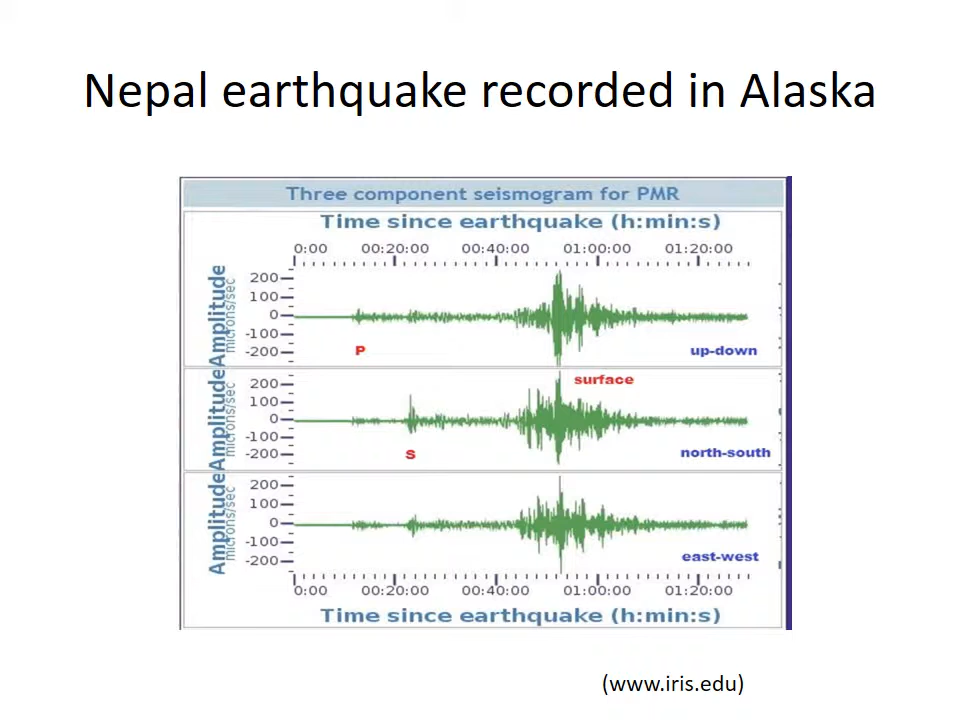 Nepal earthquake recorded in Alaska
Three component seismogram for PMR
Time since earthquake (h:min:s)
0:00 00:20:00 00:40:00 01:00:00 01:20:00
Amplitude
microns/sec
200
100
0
-100
-200
P
up-down
Amplitude
microns/sec
200
100
0
-100
-200
surface
S
north-south
Amplitude
microns/sec
200
100
0
-100
-200
east-west
0:00 00:20:00 00:40:00 01:00:00 01:20:00
Time since earthquake (h:min:s)
(www.iris.edu)